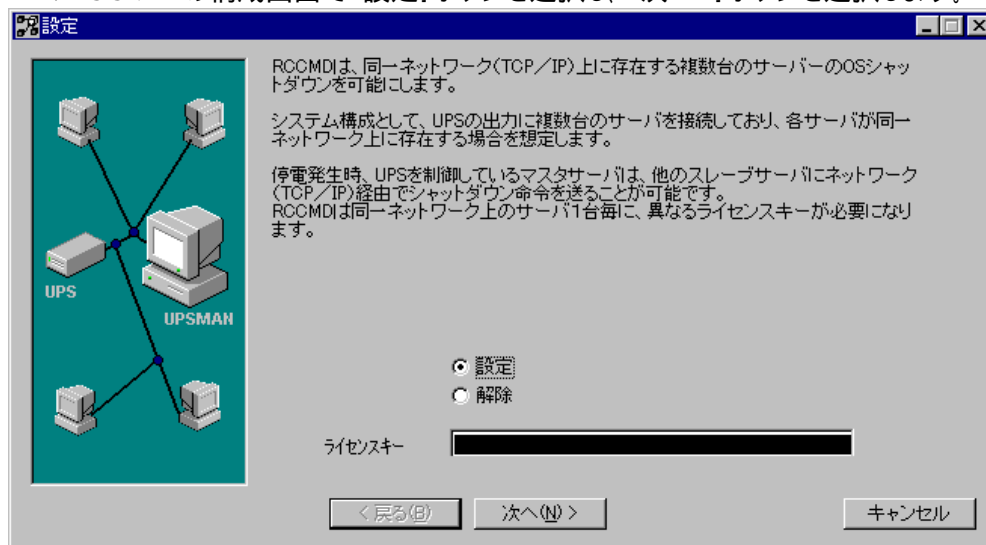 設定
RCCMDは、同一ネットワーク(TCP/IP)上に存在する複数台のサーバーのOSシャッ
トダウンを可能にします。
システム構成として、UPSの出力に複数台のサーバを接続しており、各サーバが同一
ネットワーク上に存在する場合を想定します。
停電発生時、UPSを制御しているマスタサーバは、他のスレーブサーバにネットワーク
(TCP/IP)経由でシャットダウン命令を送ることが可能です。
RCCMDは同一ネットワーク上のサーバ1台毎に、異なるライセンスキーが必要になり
ます。
UPS
UPSMAN
設定
解除
ライセンスキー
< 戻る(B)
次へ(N) >
キャンセル